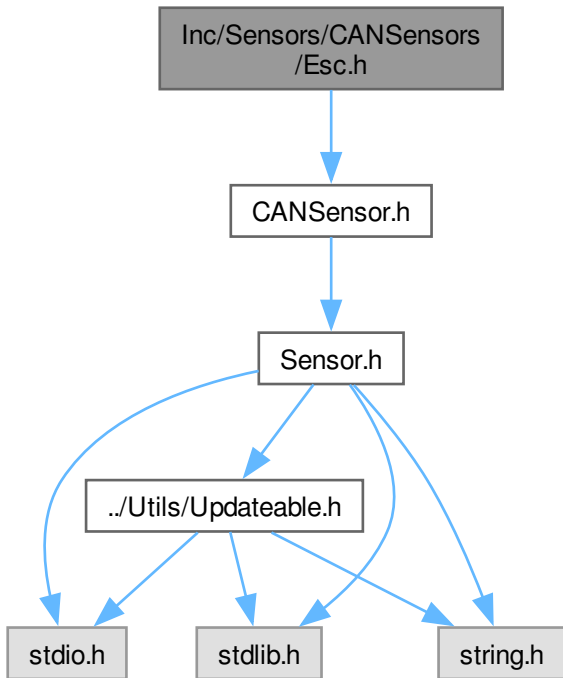 Inc/Sensors/CANSensors
/Esc.h
CANSensor.h
Sensor.h
../Utils/Updateable.h
stdio.h
stdlib.h
string.h